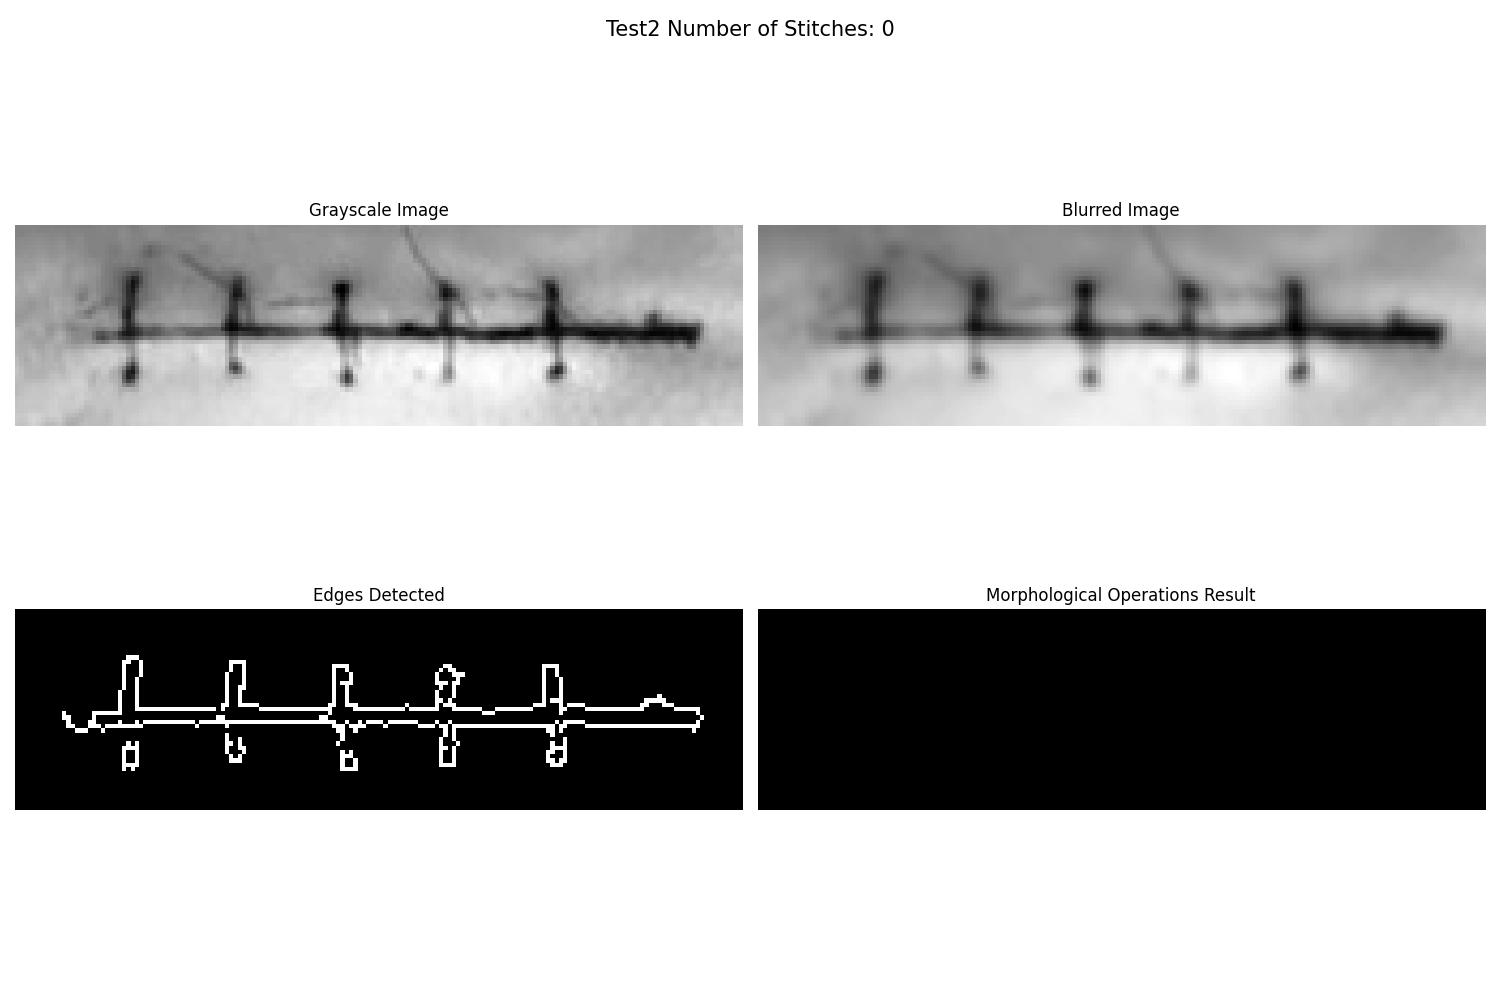 Test2 Number of Stitches: 0
Grayscale Image
Blurred Image
Edges Detected
Morphological Operations Result